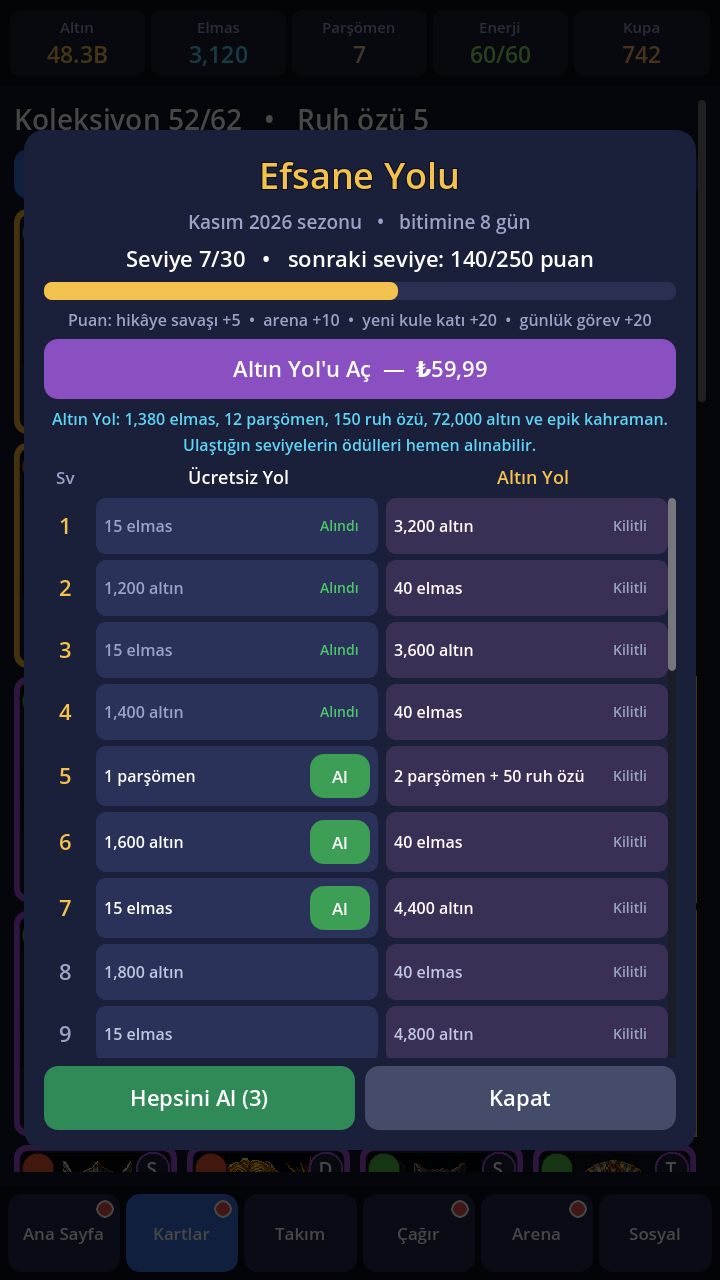 Altın Elmas Parşömen Enerji Kupa
48.3B 3,120 7 60/60 742
Koleksiyon 52/62 • Ruh özü 5
Efsane Yolu
Kasım 2026 sezonu • bitimine 8 gün
Seviye 7/30 • sonraki seviye: 140/250 puan
Puan: hikâye savaşı +5 • arena +10 • yeni kule katı +20 • günlük görev +20
Altın Yol'u Aç — ₺59,99
Altın Yol: 1,380 elmas, 12 parşömen, 150 ruh özü, 72,000 altın ve epik kahraman.
Ulaştığın seviyelerin ödülleri hemen alınabilir.
Sv Ücretsiz Yol Altın Yol
1 15 elmas Alındı 3,200 altın Kilitli
2 1,200 altın Alındı 40 elmas Kilitli
3 15 elmas Alındı 3,600 altın Kilitli
4 1,400 altın Alındı 40 elmas Kilitli
5 1 parşömen Al 2 parşömen + 50 ruh özü Kilitli
6 1,600 altın Al 40 elmas Kilitli
7 15 elmas Al 4,400 altın Kilitli
8 1,800 altın 40 elmas Kilitli
9 15 elmas 4,800 altın Kilitli
Hepsini Al (3) Kapat
S D S T
Ana Sayfa Kartlar Takım Çağır Arena Sosyal